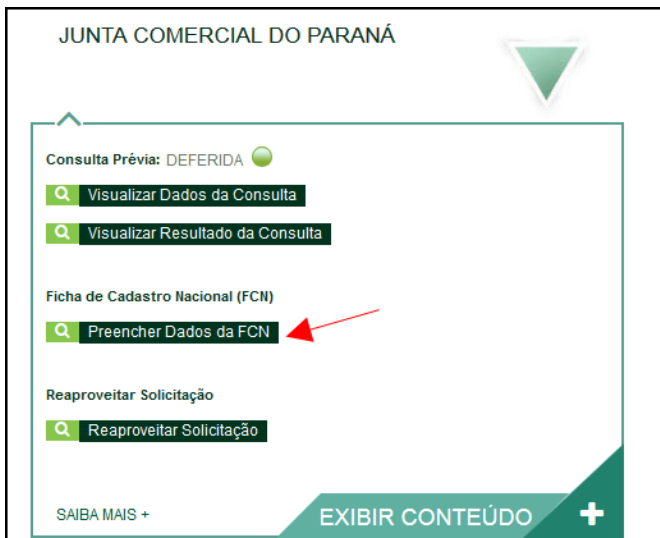 JUNTA COMERCIAL DO PARANÁ
Consulta Prévia: DEFERIDA
Visualizar Dados da Consulta
Visualizar Resultado da Consulta
Ficha de Cadastro Nacional (FCN)
Preencher Dados da FCN
Reaproveitar Solicitação
Reaproveitar Solicitação
SAIBA MAIS +
EXIBIR CONTEÚDO +